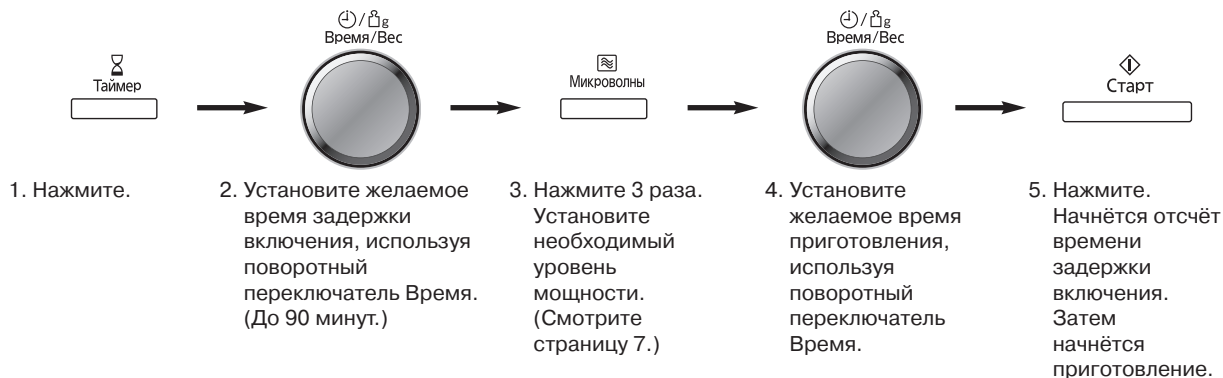 g
Время/Вес
g
Время/Вес
Таймер
Микроволны
Старт
1. Нажмите.
2. Установите желаемое
время задержки
включения, используя
поворотный
переключатель Время.
(До 90 минут.)
3. Нажмите 3 раза.
Установите
необходимый
уровень
мощности.
(Смотрите
страницу 7.)
4. Установите
желаемое время
приготовления,
используя
поворотный
переключатель
Время.
5. Нажмите.
Начнётся отсчёт
времени
задержки
включения.
Затем
начнётся
приготовление.